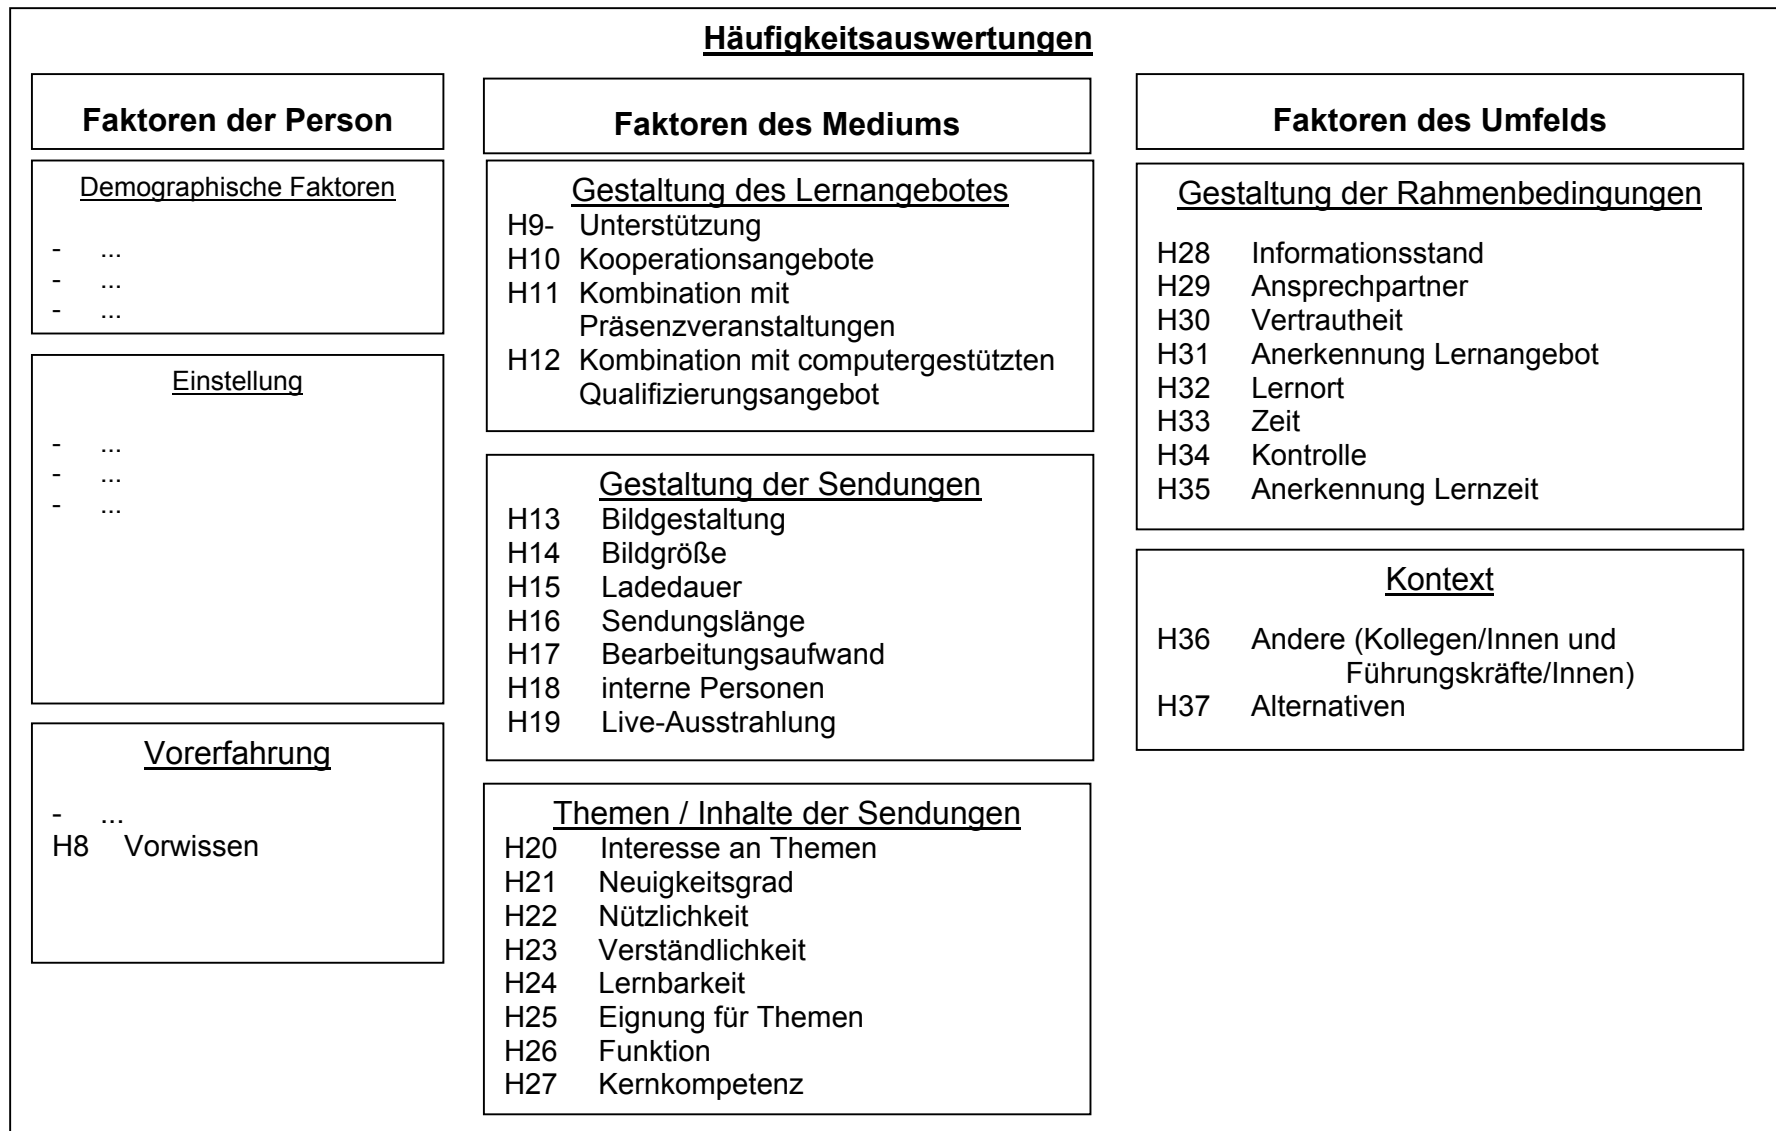 Häufigkeitsauswertungen
Faktoren der Person
Demographische Faktoren
- ...
- ...
- ...
Einstellung
- ...
- ...
- ...
Vorerfahrung
- ...
H8 Vorwissen
Faktoren des Mediums
Gestaltung des Lernangebotes
H9- Unterstützung
H10 Kooperationsangebote
H11 Kombination mit
Präsenzveranstaltungen
H12 Kombination mit computergestützten
Qualifizierungsangebot
Gestaltung der Sendungen
H13 Bildgestaltung
H14 Bildgröße
H15 Ladedauer
H16 Sendungslänge
H17 Bearbeitungsaufwand
H18 interne Personen
H19 Live-Ausstrahlung
Themen / Inhalte der Sendungen
H20 Interesse an Themen
H21 Neuigkeitsgrad
H22 Nützlichkeit
H23 Verständlichkeit
H24 Lernbarkeit
H25 Eignung für Themen
H26 Funktion
H27 Kernkompetenz
Faktoren des Umfelds
Gestaltung der Rahmenbedingungen
H28 Informationsstand
H29 Ansprechpartner
H30 Vertrautheit
H31 Anerkennung Lernangebot
H32 Lernort
H33 Zeit
H34 Kontrolle
H35 Anerkennung Lernzeit
Kontext
H36 Andere (Kollegen/Innen und
Führungskräfte/Innen)
H37 Alternativen